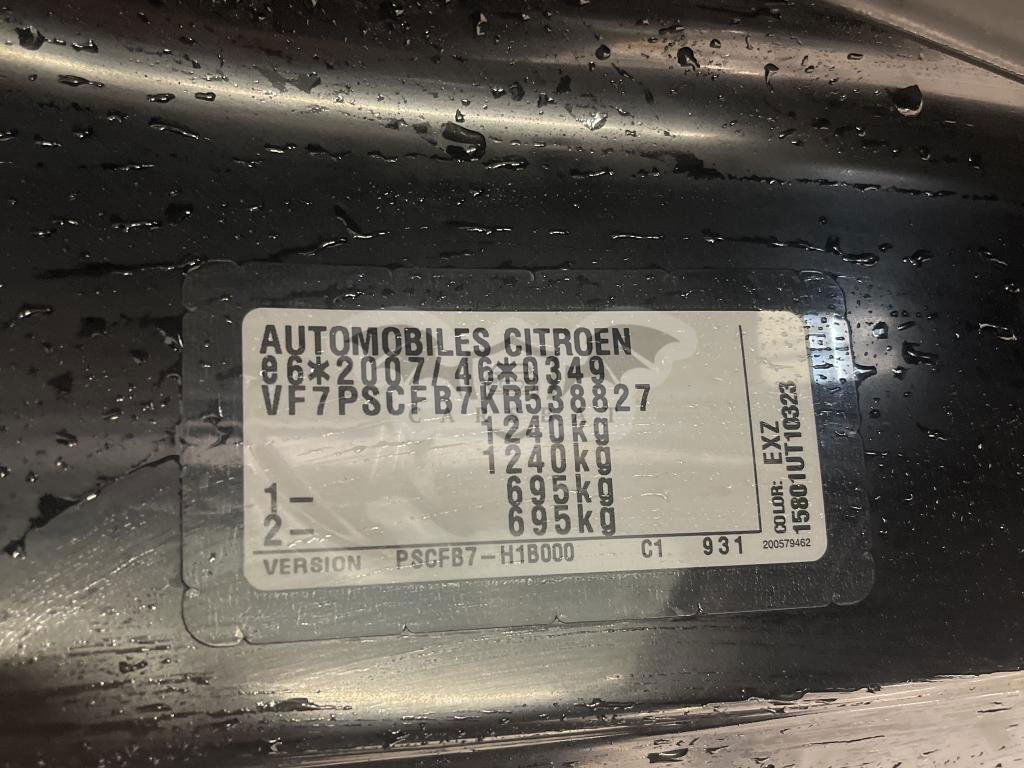 AUTOMOBILES CITROEN
e6*2007/46*0349
VF7PSCFB7KR538827
1240kg
1240kg
1- 695kg
2- 695kg
VERSION PSCFB7-H1B000 C1 931
COLOR: EXZ
15801UT10323
200579462